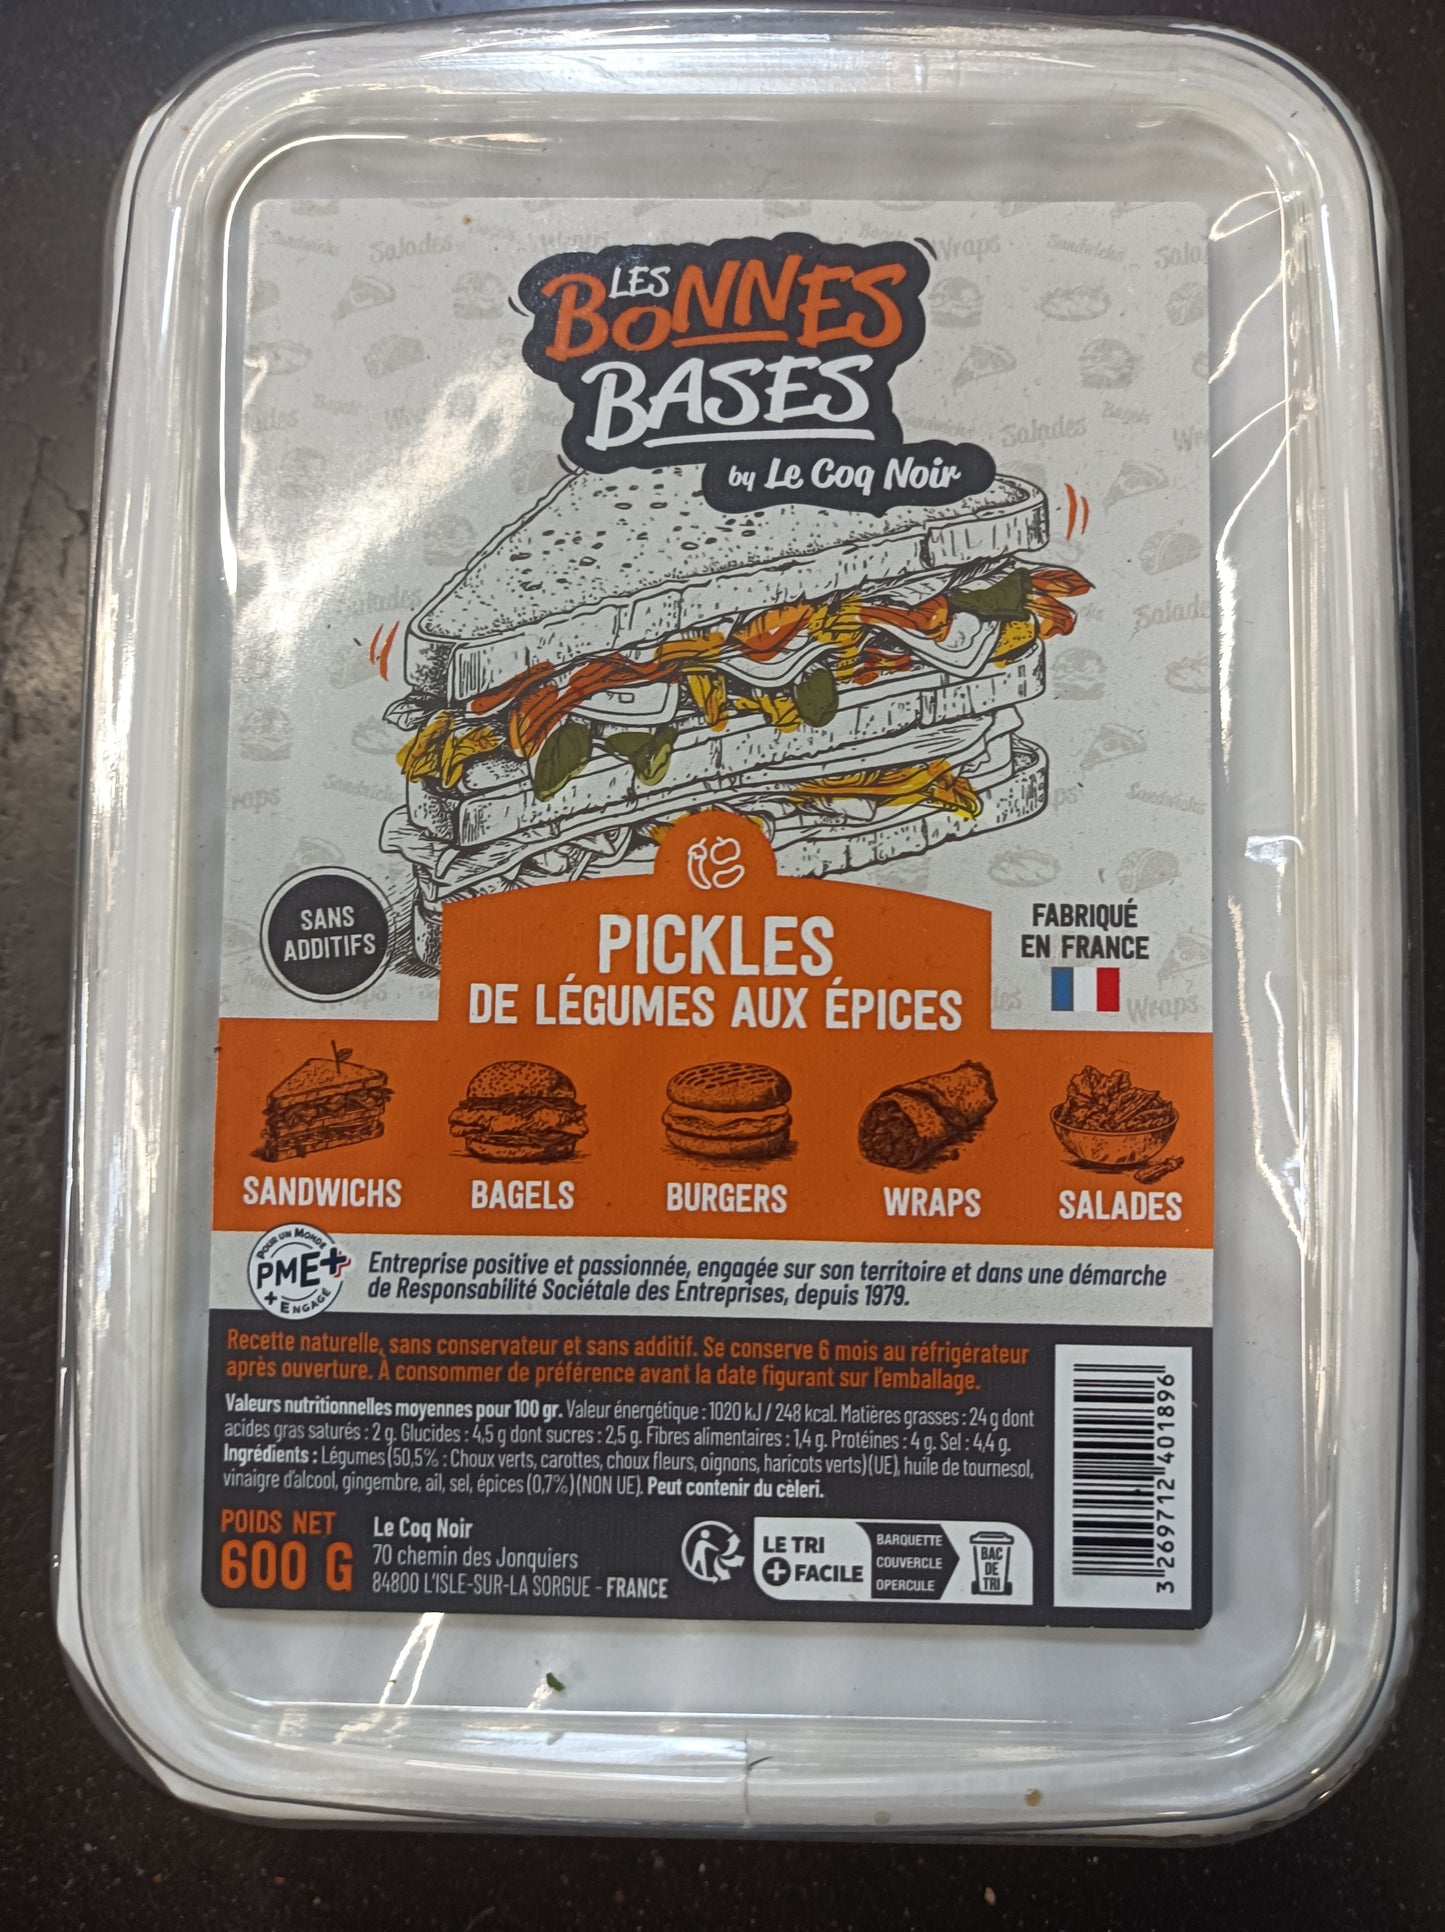 LES
BONNES
BASES
by Le Coq Noir
SANS
ADDITIFS
FABRIQUÉ
EN FRANCE
PICKLES
DE LÉGUMES AUX ÉPICES
SANDWICHS BAGELS BURGERS WRAPS SALADES
POUR UN MONDE
PME+
+ ENGAGÉ
Entreprise positive et passionnée, engagée sur son territoire et dans une démarche
de Responsabilité Sociétale des Entreprises, depuis 1979.
Recette naturelle, sans conservateur et sans additif. Se conserve 6 mois au réfrigérateur
après ouverture. À consommer de préférence avant la date figurant sur l'emballage.
Valeurs nutritionnelles moyennes pour 100 gr. Valeur énergétique : 1020 kJ / 248 kcal. Matières grasses : 24 g dont
acides gras saturés : 2 g. Glucides : 4,5 g dont sucres : 2,5 g. Fibres alimentaires : 1,4 g. Protéines : 4 g. Sel : 4,4 g.
Ingrédients : Légumes (50,5% : Choux verts, carottes, choux fleurs, oignons, haricots verts)(UE), huile de tournesol,
vinaigre d'alcool, gingembre, ail, sel, épices (0,7%)(NON UE). Peut contenir du cèleri.
POIDS NET
600 G
Le Coq Noir
70 chemin des Jonquiers
84800 L'ISLE-SUR-LA SORGUE - FRANCE
LE TRI
+ FACILE
BARQUETTE
COUVERCLE
OPERCULE
BAC
DE
TRI
3 269712 401896